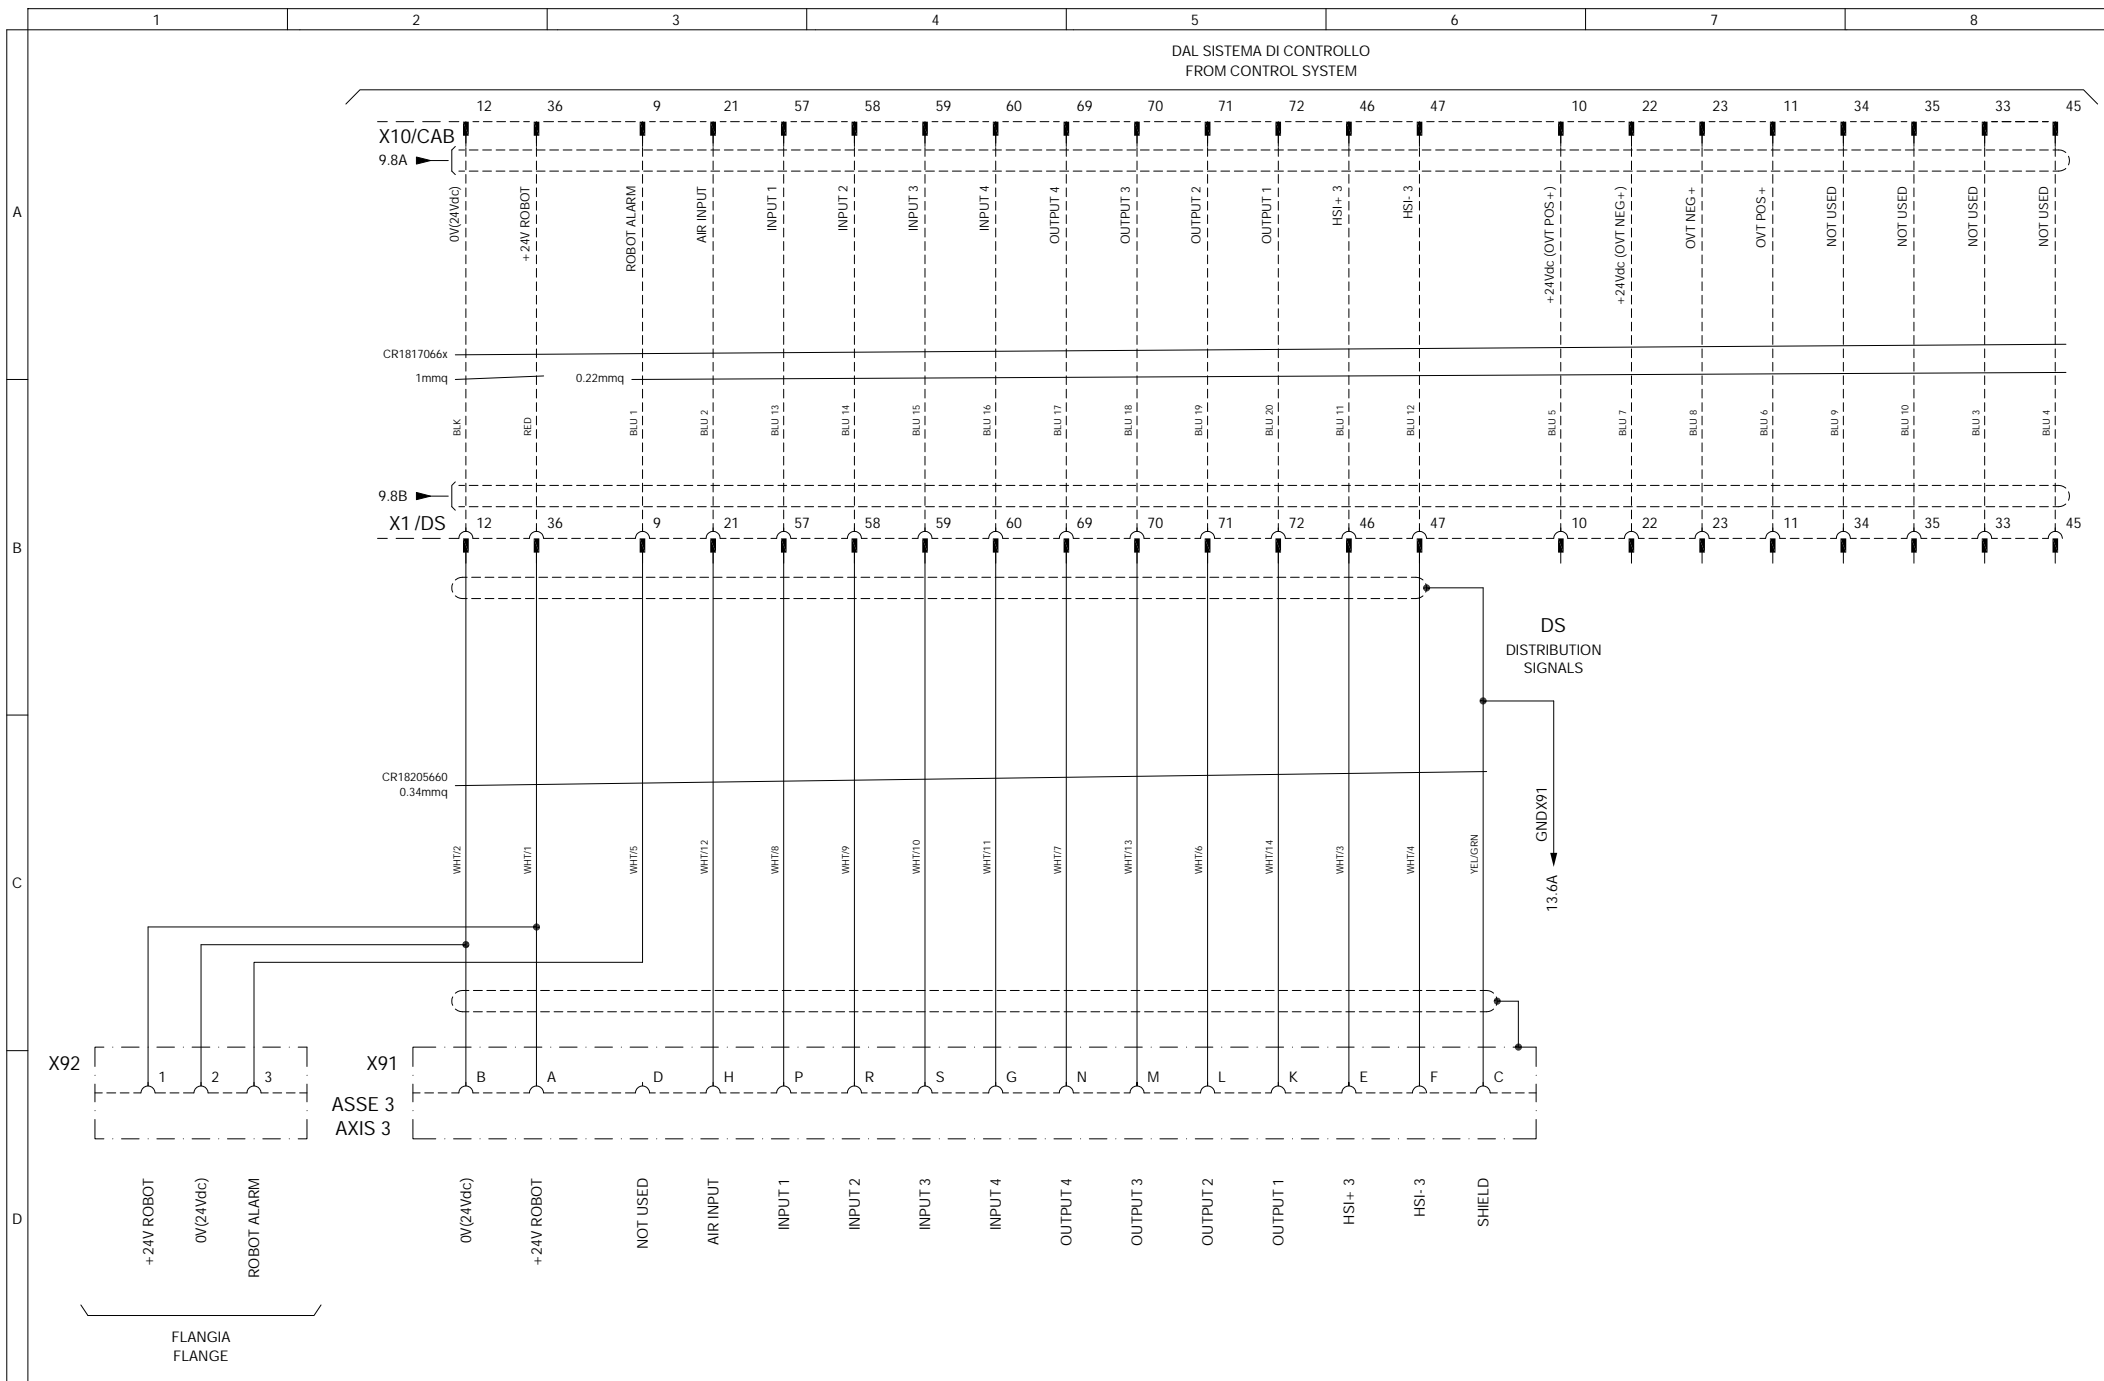 1 2 3 4 5 6 7 8
DAL SISTEMA DI CONTROLLO
FROM CONTROL SYSTEM
12 36 9 21 57 58 59 60 69 70 71 72 46 47 10 22 23 11 34 35 33 45
X10/CAB
9.8A
A
0V(24Vdc)
+24V ROBOT
ROBOT ALARM
AIR INPUT
INPUT 1
INPUT 2
INPUT 3
INPUT 4
OUTPUT 4
OUTPUT 3
OUTPUT 2
OUTPUT 1
HSI+ 3
HSI- 3
+24Vdc (OVT POS+)
+24Vdc (OVT NEG+)
OVT NEG+
OVT POS+
NOT USED
NOT USED
NOT USED
NOT USED
CR1817066x
1mmq
0.22mmq
BLK
RED
BLU 1
BLU 2
BLU 13
BLU 14
BLU 15
BLU 16
BLU 17
BLU 18
BLU 19
BLU 20
BLU 11
BLU 12
BLU 5
BLU 7
BLU 8
BLU 6
BLU 9
BLU 10
BLU 3
BLU 4
9.8B
X1 /DS
12 36 9 21 57 58 59 60 69 70 71 72 46 47 10 22 23 11 34 35 33 45
B
DS
DISTRIBUTION
SIGNALS
CR18205660
0.34mmq
GNDX91
13.6A
C
WHT/2
WHT/1
WHT/5
WHT/12
WHT/8
WHT/9
WHT/10
WHT/11
WHT/7
WHT/13
WHT/6
WHT/14
WHT/3
WHT/4
YEL/GRN
X92
1 2 3
X91
B A D H P R S G N M L K E F C
ASSE 3
AXIS 3
D
+24V ROBOT
0V(24Vdc)
ROBOT ALARM
0V(24Vdc)
+24V ROBOT
NOT USED
AIR INPUT
INPUT 1
INPUT 2
INPUT 3
INPUT 4
OUTPUT 4
OUTPUT 3
OUTPUT 2
OUTPUT 1
HSI+ 3
HSI- 3
SHIELD
FLANGIA
FLANGE